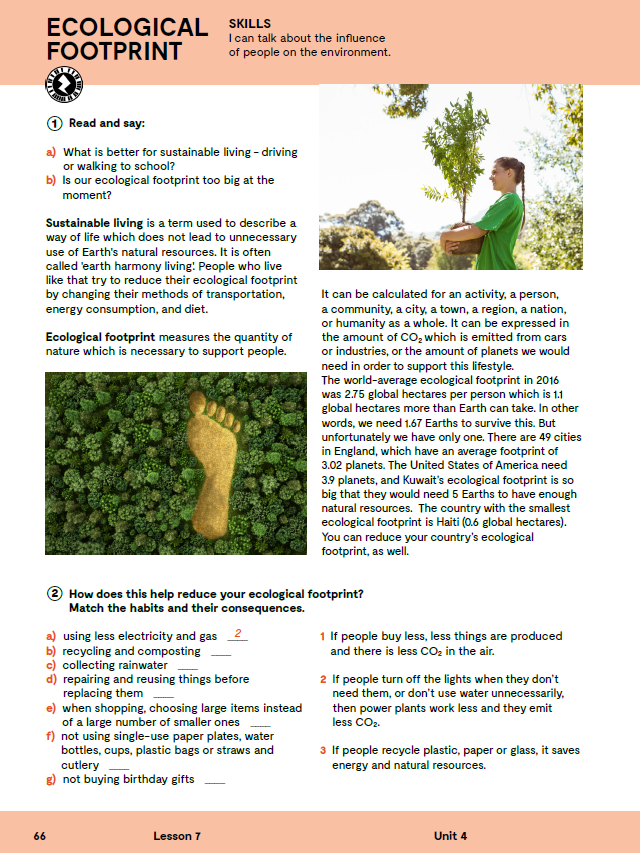 ECOLOGICAL
FOOTPRINT
SKILLS
I can talk about the influence
of people on the environment.
1 Read and say:
a) What is better for sustainable living – driving
or walking to school?
b) Is our ecological footprint too big at the
moment?
Sustainable living is a term used to describe a
way of life which does not lead to unnecessary
use of Earth's natural resources. It is often
called 'earth harmony living'. People who live
like that try to reduce their ecological footprint
by changing their methods of transportation,
energy consumption, and diet.
Ecological footprint measures the quantity of
nature which is necessary to support people.
It can be calculated for an activity, a person,
a community, a city, a town, a region, a nation,
or humanity as a whole. It can be expressed in
the amount of CO₂ which is emitted from cars
or industries, or the amount of planets we would
need in order to support this lifestyle.
The world-average ecological footprint in 2016
was 2.75 global hectares per person which is 1.1
global hectares more than Earth can take. In other
words, we need 1.67 Earths to survive this. But
unfortunately we have only one. There are 49 cities
in England, which have an average footprint of
3.02 planets. The United States of America need
3.9 planets, and Kuwait's ecological footprint is so
big that they would need 5 Earths to have enough
natural resources. The country with the smallest
ecological footprint is Haiti (0.6 global hectares).
You can reduce your country's ecological
footprint, as well.
2 How does this help reduce your ecological footprint?
Match the habits and their consequences.
a) using less electricity and gas 2
b) recycling and composting ___
c) collecting rainwater ___
d) repairing and reusing things before
replacing them ___
e) when shopping, choosing large items instead
of a large number of smaller ones ___
f) not using single-use paper plates, water
bottles, cups, plastic bags or straws and
cutlery ___
g) not buying birthday gifts ___
1 If people buy less, less things are produced
and there is less CO₂ in the air.
2 If people turn off the lights when they don't
need them, or don't use water unnecessarily,
then power plants work less and they emit
less CO₂.
3 If people recycle plastic, paper or glass, it saves
energy and natural resources.
66
Lesson 7
Unit 4